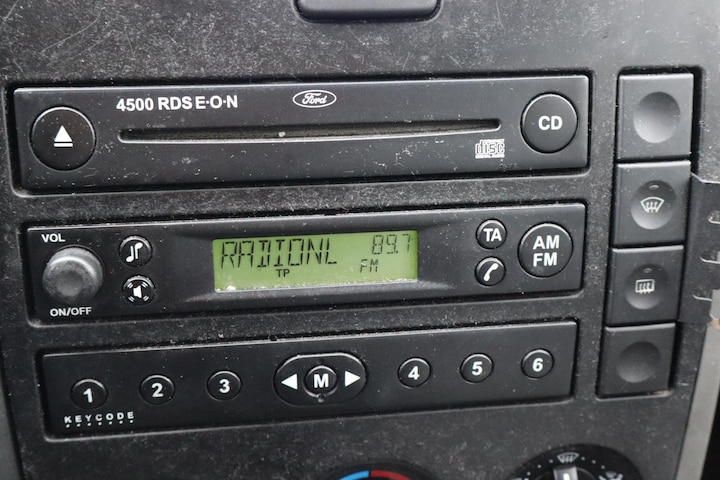 4500 RDS E·O·N
Ford
CD
DISC
VOL
ON/OFF
RADIONL 89.7
TP FM
TA
AM
FM
1 2 3 M 4 5 6
KEYCODE